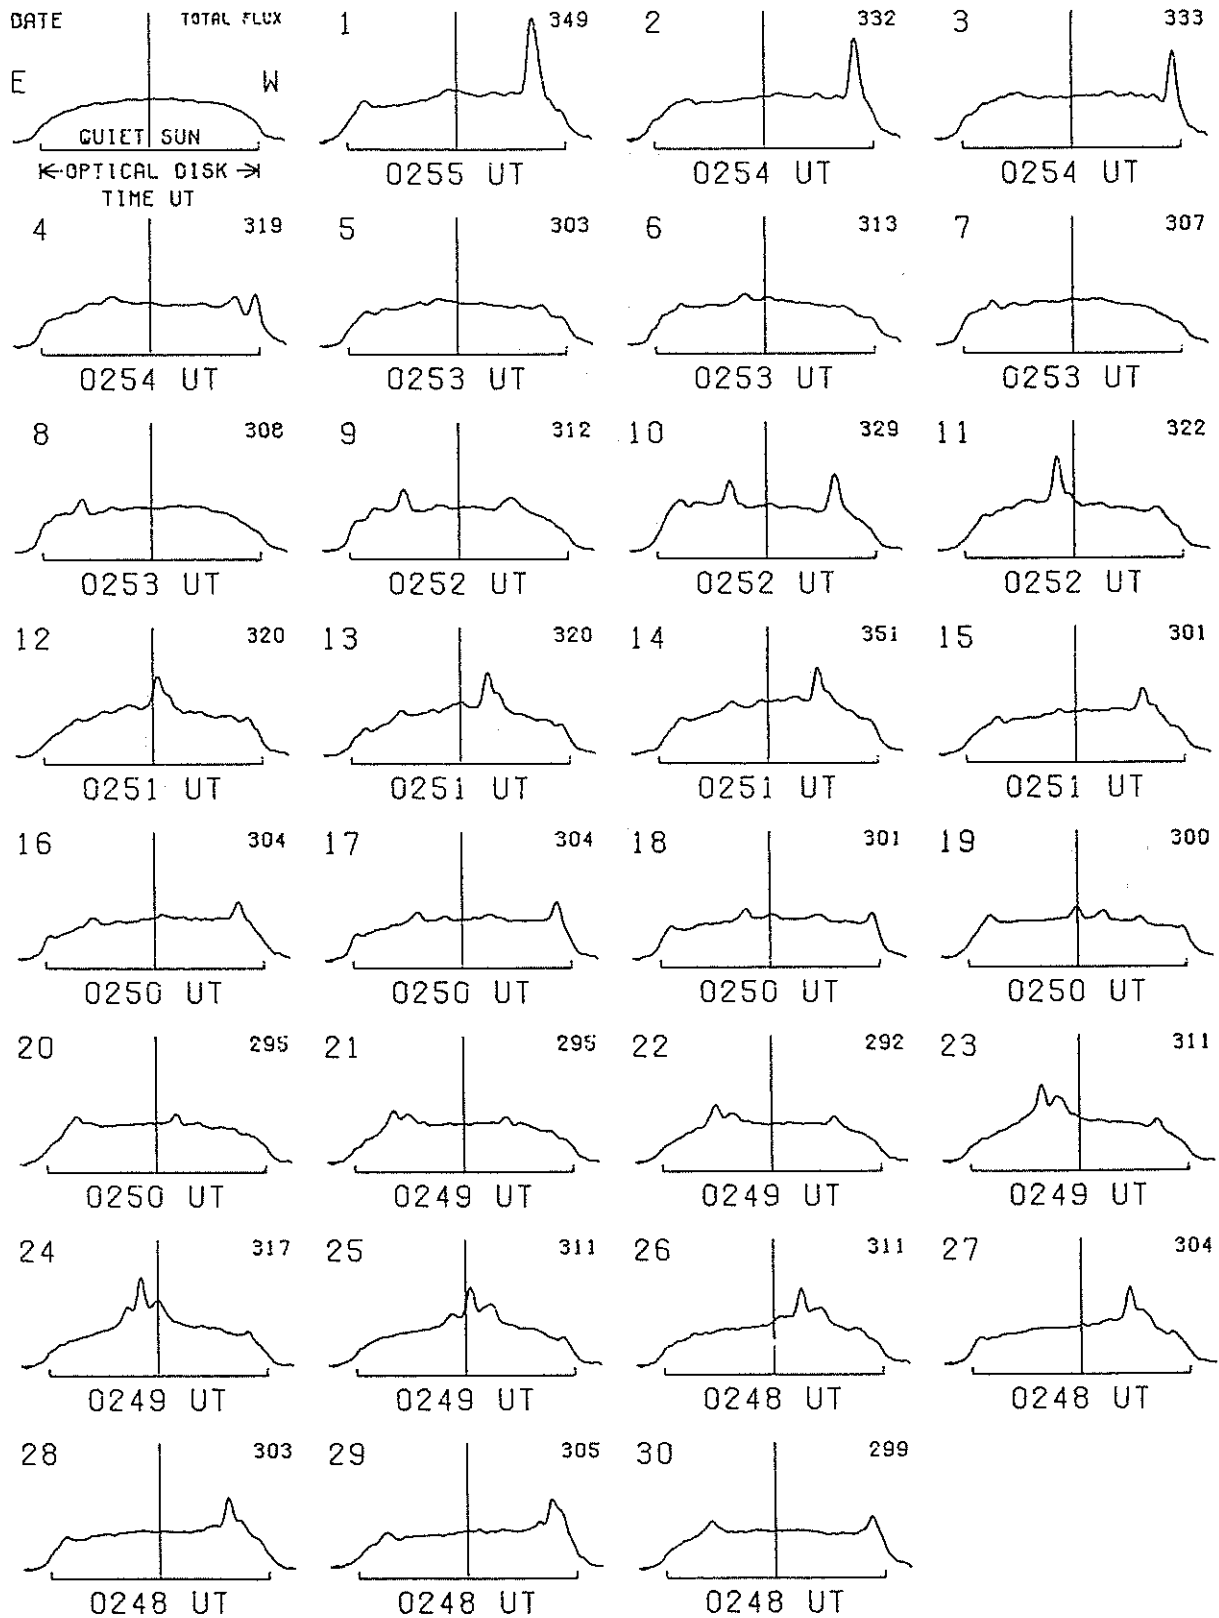 DATE TOTAL FLUX
E W
QUIET SUN
OPTICAL DISK
TIME UT
1 349
0255 UT
2 332
0254 UT
3 333
0254 UT
4 319
0254 UT
5 303
0253 UT
6 313
0253 UT
7 307
0253 UT
8 308
0253 UT
9 312
0252 UT
10 329
0252 UT
11 322
0252 UT
12 320
0251 UT
13 320
0251 UT
14 351
0251 UT
15 301
0251 UT
16 304
0250 UT
17 304
0250 UT
18 301
0250 UT
19 300
0250 UT
20 295
0250 UT
21 295
0249 UT
22 292
0249 UT
23 311
0249 UT
24 317
0249 UT
25 311
0249 UT
26 311
0248 UT
27 304
0248 UT
28 303
0248 UT
29 305
0248 UT
30 299
0248 UT